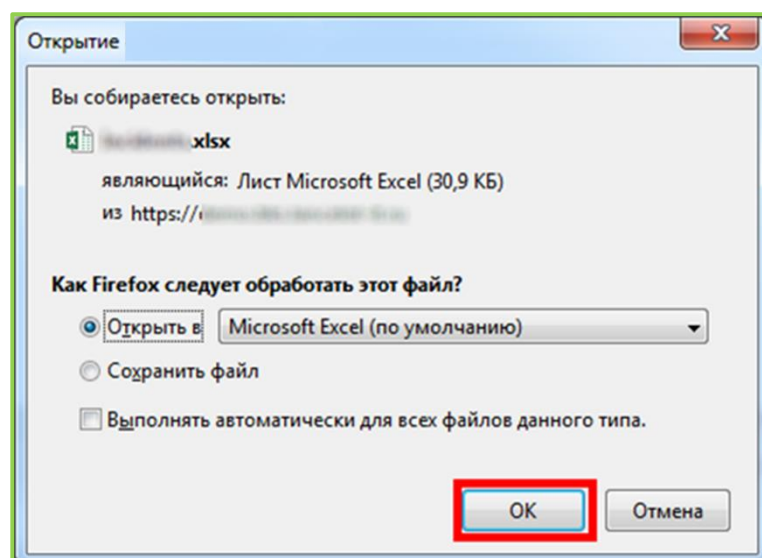 Открытие
Вы собираетесь открыть:
.xlsx
являющийся: Лист Microsoft Excel (30,9 КБ)
из https://
Как Firefox следует обработать этот файл?
Открыть в Microsoft Excel (по умолчанию)
Сохранить файл
Выполнять автоматически для всех файлов данного типа.
ОК Отмена